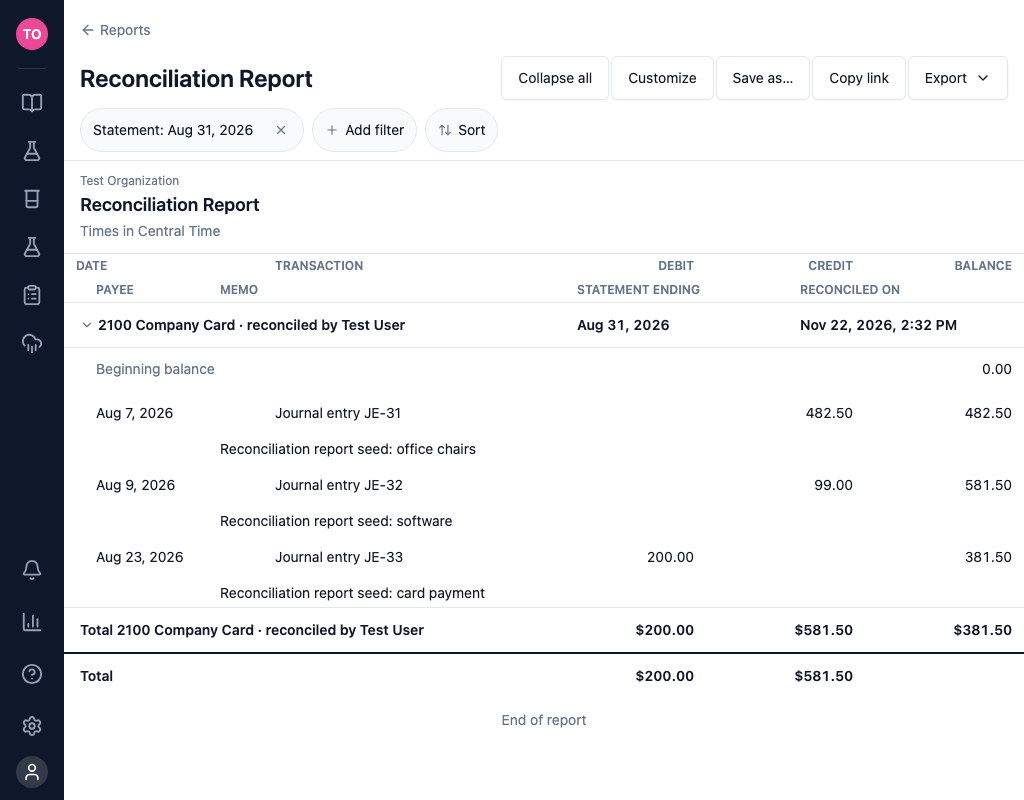 TO
Reports
Reconciliation Report
Collapse all
Customize
Save as...
Copy link
Export
Statement: Aug 31, 2026
Add filter
Sort
Test Organization
Reconciliation Report
Times in Central Time
DATE TRANSACTION DEBIT CREDIT BALANCE
PAYEE MEMO STATEMENT ENDING RECONCILED ON
2100 Company Card · reconciled by Test User Aug 31, 2026 Nov 22, 2026, 2:32 PM
Beginning balance 0.00
Aug 7, 2026 Journal entry JE-31 482.50 482.50
Reconciliation report seed: office chairs
Aug 9, 2026 Journal entry JE-32 99.00 581.50
Reconciliation report seed: software
Aug 23, 2026 Journal entry JE-33 200.00 381.50
Reconciliation report seed: card payment
Total 2100 Company Card · reconciled by Test User $200.00 $581.50 $381.50
Total $200.00 $581.50
End of report